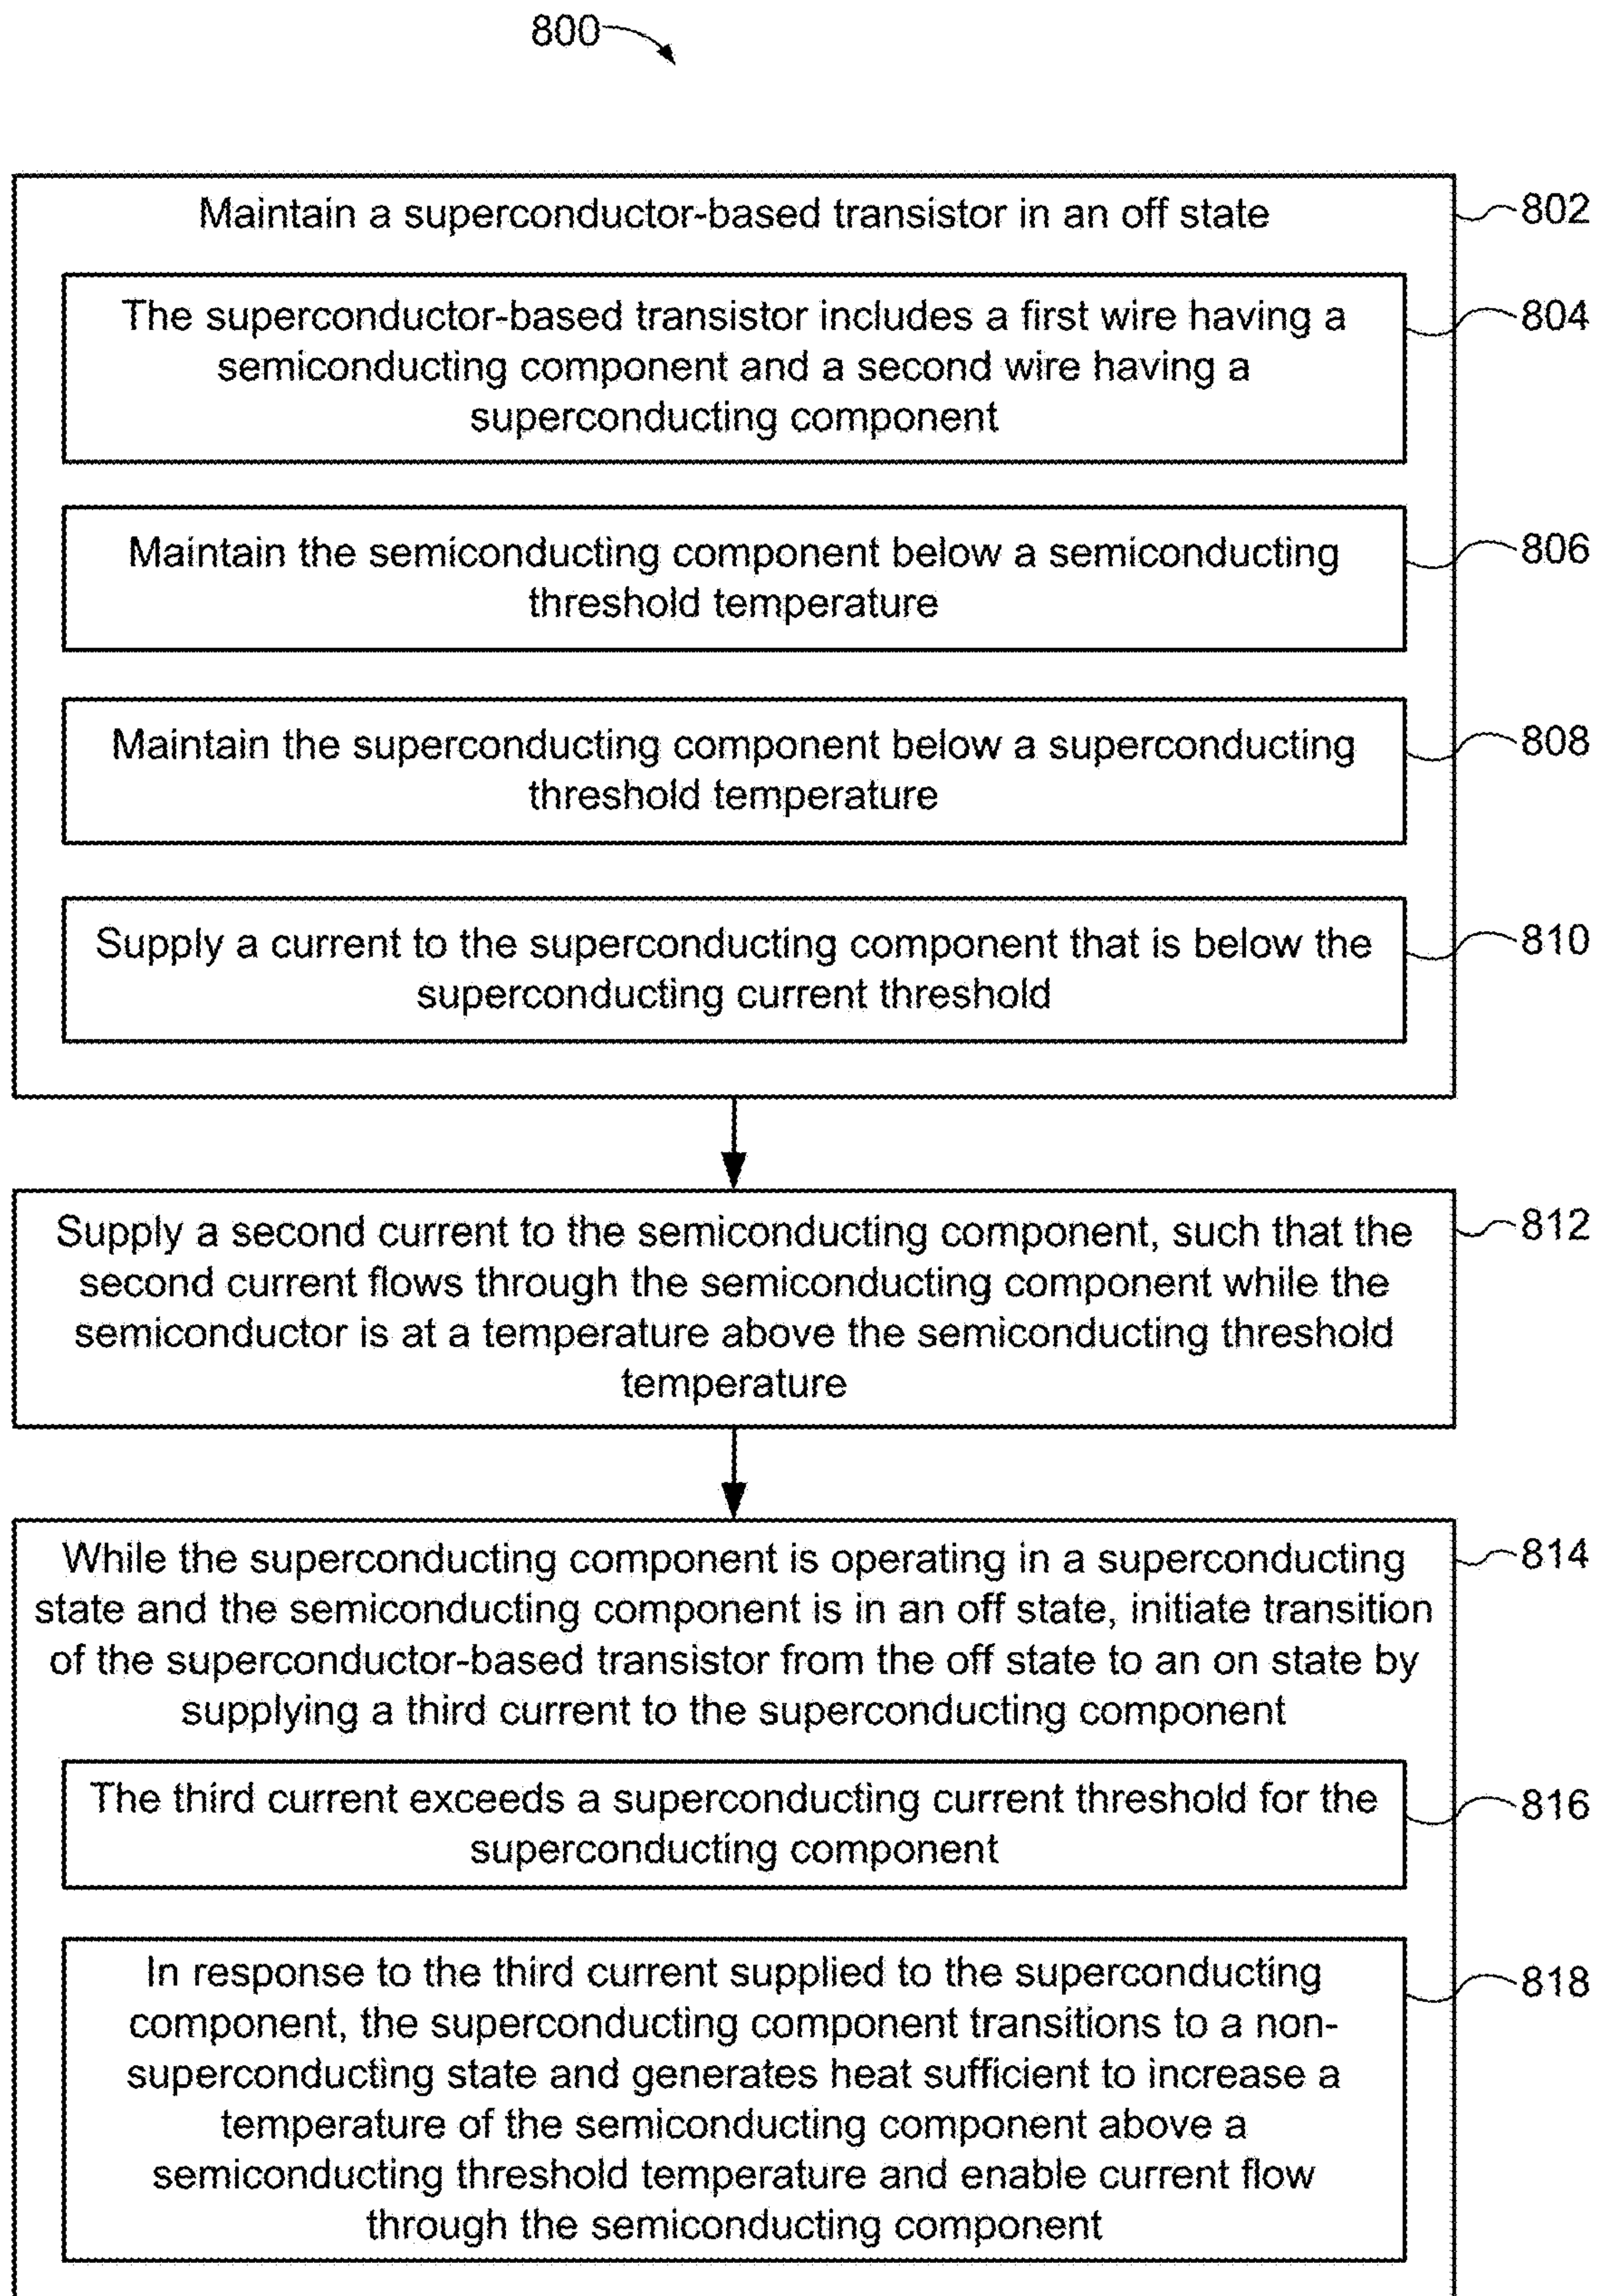 800
Maintain a superconductor-based transistor in an off state
802
The superconductor-based transistor includes a first wire having a
semiconducting component and a second wire having a
superconducting component
804
Maintain the semiconducting component below a semiconducting
threshold temperature
806
Maintain the superconducting component below a superconducting
threshold temperature
808
Supply a current to the superconducting component that is below the
superconducting current threshold
810
Supply a second current to the semiconducting component, such that the
second current flows through the semiconducting component while the
semiconductor is at a temperature above the semiconducting threshold
temperature
812
While the superconducting component is operating in a superconducting
state and the semiconducting component is in an off state, initiate transition
of the superconductor-based transistor from the off state to an on state by
supplying a third current to the superconducting component
814
The third current exceeds a superconducting current threshold for the
superconducting component
816
In response to the third current supplied to the superconducting
component, the superconducting component transitions to a non-
superconducting state and generates heat sufficient to increase a
temperature of the semiconducting component above a
semiconducting threshold temperature and enable current flow
through the semiconducting component
818